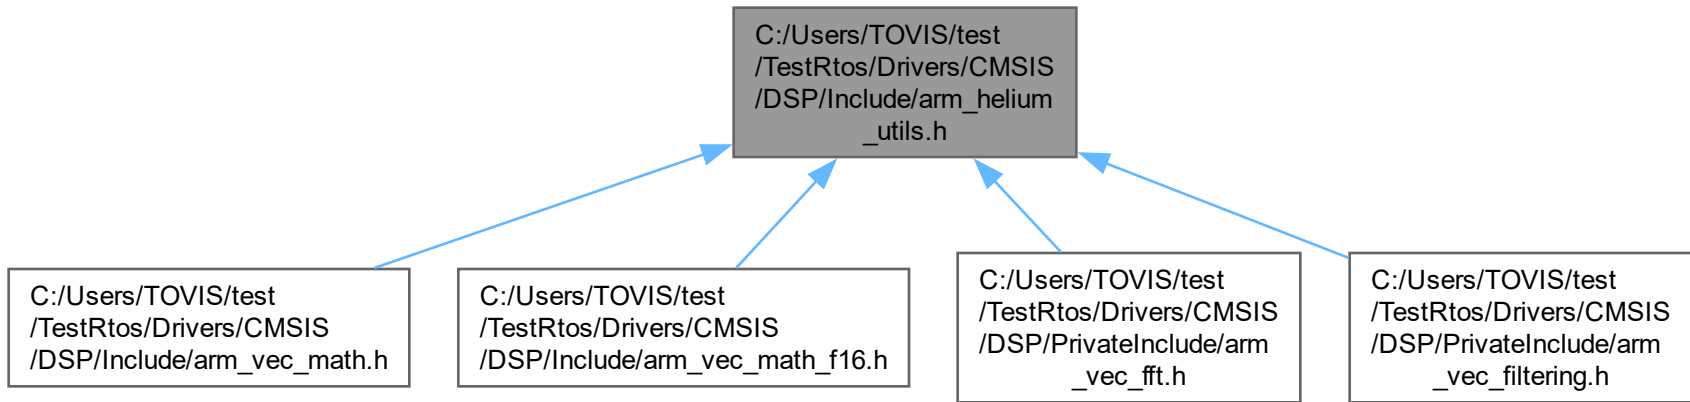 C:/Users/TOVIS/test
/TestRtos/Drivers/CMSIS
/DSP/Include/arm_helium
_utils.h
C:/Users/TOVIS/test
/TestRtos/Drivers/CMSIS
/DSP/Include/arm_vec_math.h
C:/Users/TOVIS/test
/TestRtos/Drivers/CMSIS
/DSP/Include/arm_vec_math_f16.h
C:/Users/TOVIS/test
/TestRtos/Drivers/CMSIS
/DSP/PrivateInclude/arm
_vec_fft.h
C:/Users/TOVIS/test
/TestRtos/Drivers/CMSIS
/DSP/PrivateInclude/arm
_vec_filtering.h